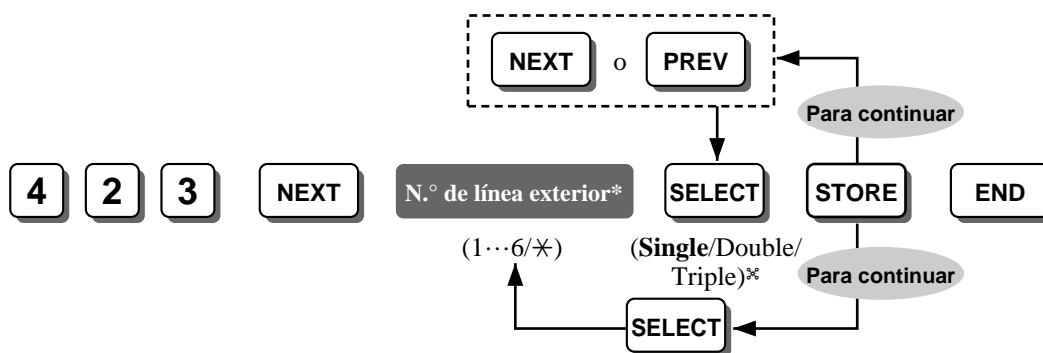 NEXT o PREV
Para continuar
4 2 3 NEXT N.° de línea exterior* SELECT STORE END
(1···6/✳) (Single/Double/
Triple)⌘
Para continuar
SELECT